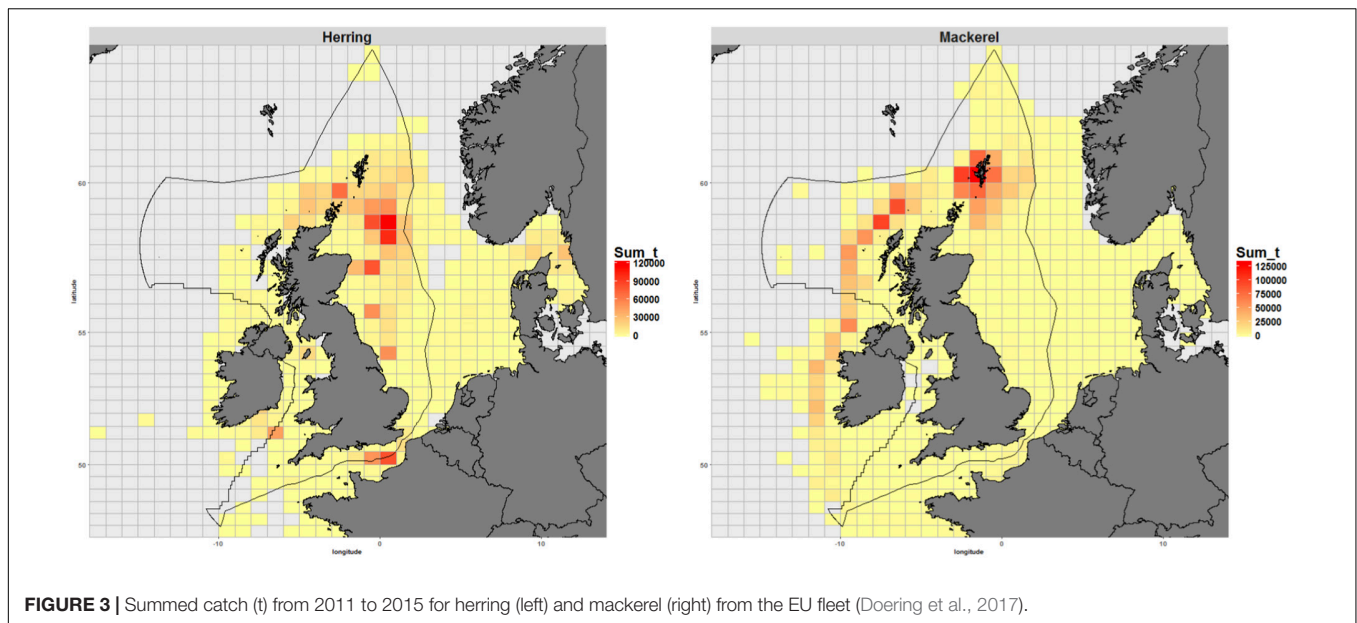 Herring
60
55
50
latitude
-10
0
10
longitude
Sum_t
120000
90000
60000
30000
0
Mackerel
60
55
50
latitude
-10
0
10
longitude
Sum_t
125000
100000
75000
50000
25000
0
FIGURE 3 | Summed catch (t) from 2011 to 2015 for herring (left) and mackerel (right) from the EU fleet (Doering et al., 2017).